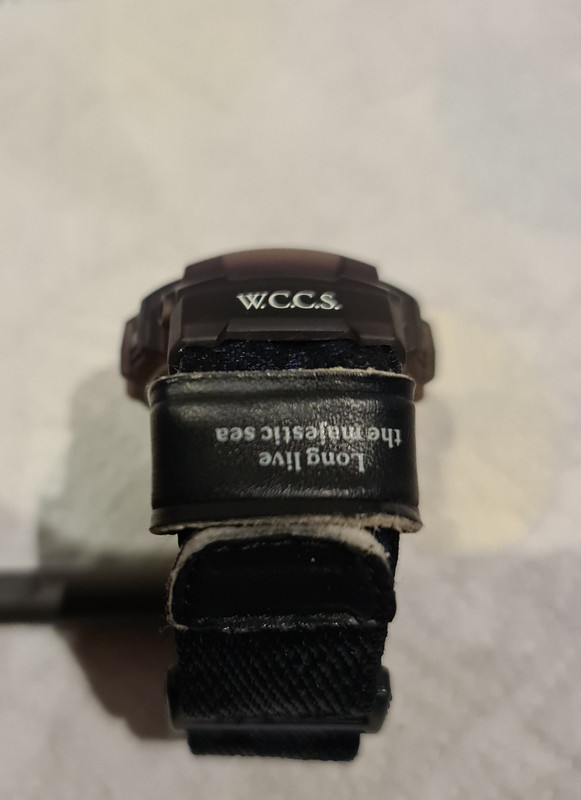 W.C.C.S.
Long live
the majestic sea